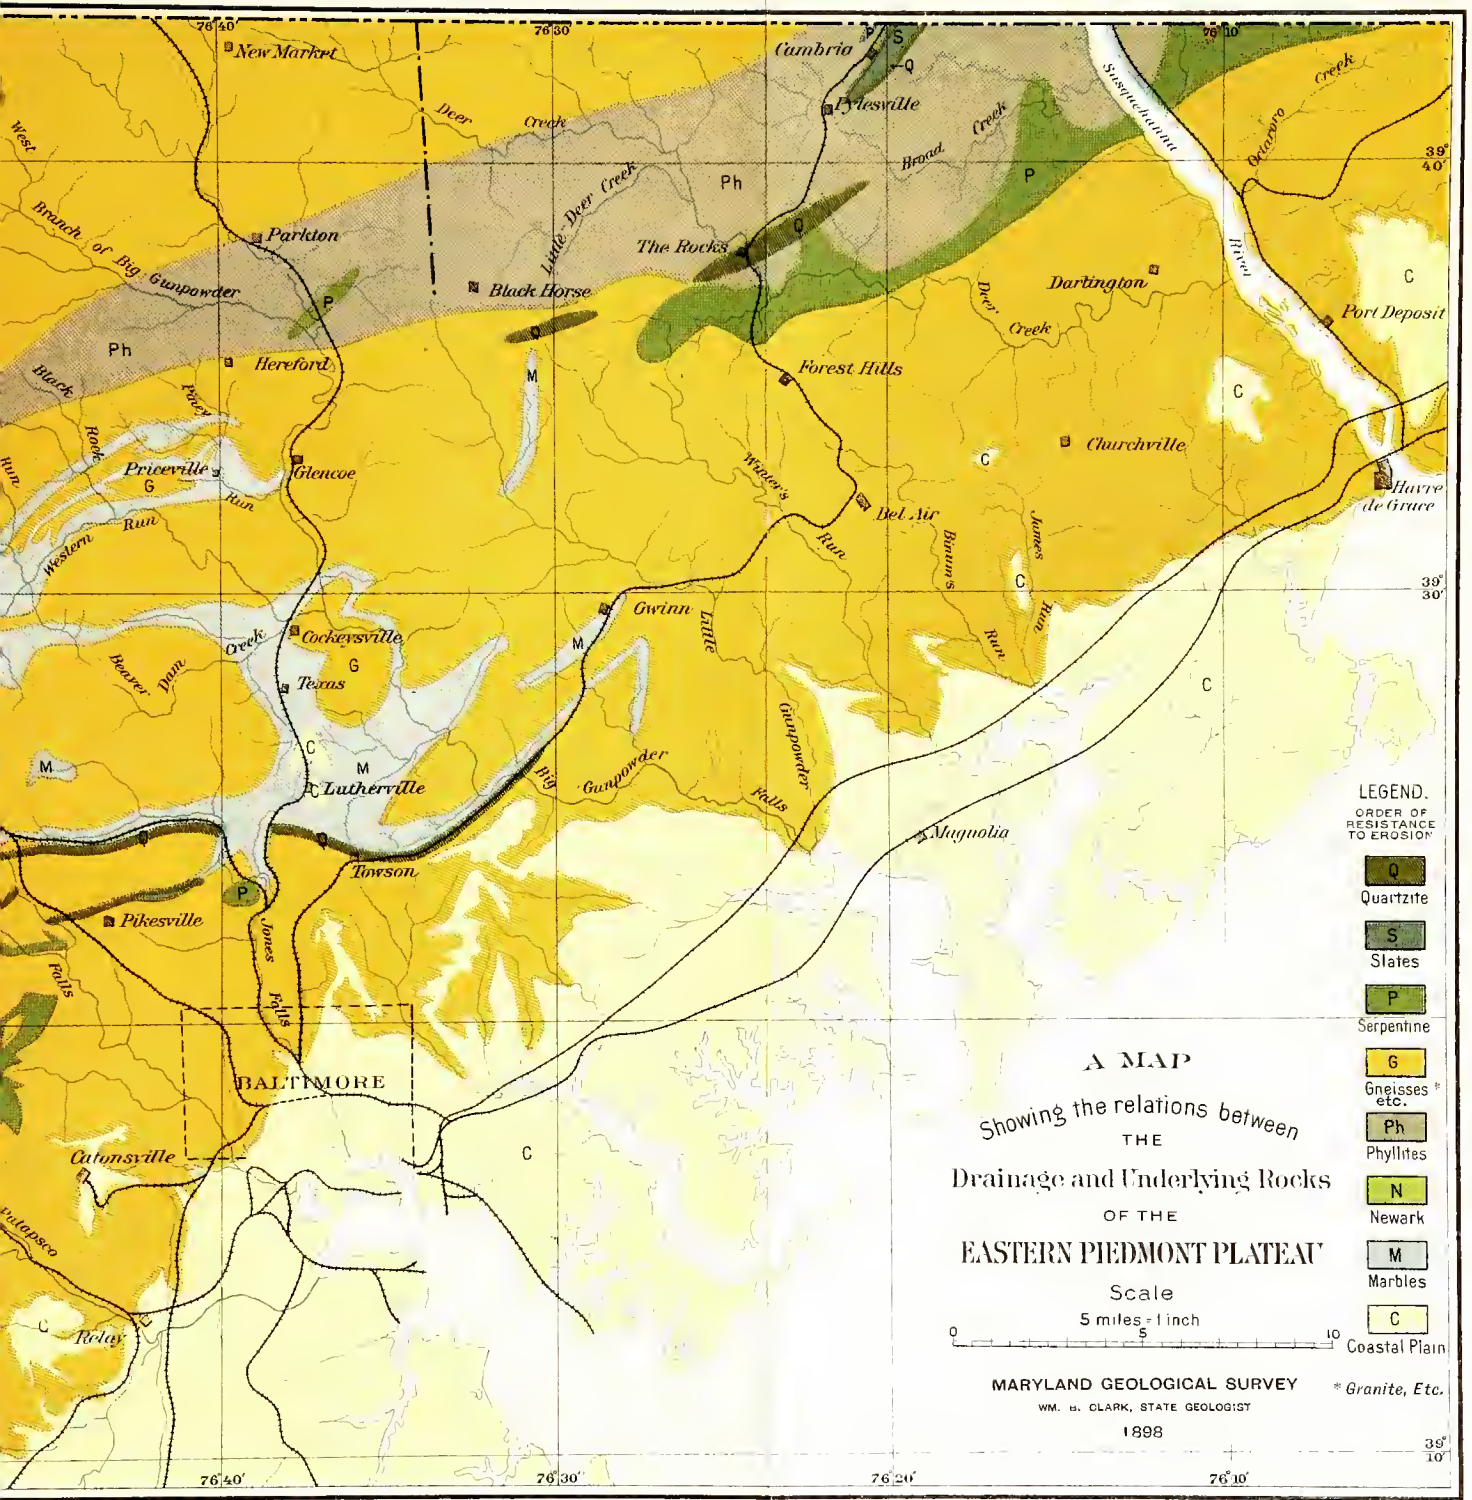 76°40'
76°30'
76°10'
New Market
Cambria
P
S
Q
Pylesville
Susquehanna
River
Octararo
Creek
Deer
Creek
Broad
Creek
39°
40'
West
Branch of Big Gunpowder
Parkton
Little Deer Creek
Ph
P
Q
The Rocks
Black Horse
P
Q
Ph
Hereford
Darlington
Deer
Creek
C
Port Deposit
M
Forest Hills
C
Black
Rock
Run
Piney
Run
Priceville
G
Glencoe
Western Run
C
Churchville
Winter's
Run
Bel Air
Binum's
Run
James
Run
C
Havre
de Grace
39°
30'
Gwinn
M
Little
Gunpowder
Falls
Cockeysville
G
Beaver Dam Creek
Texas
C
C
M
M
C
Lutherville
Big Gunpowder
Magnolia
Q
Q
Towson
P
Pikesville
Jones
Falls
Falls
BALTIMORE
Catonsville
Patapsco
C
C
Relay
C
LEGEND.
ORDER OF
RESISTANCE
TO EROSION
Q
Quartzite
S
Slates
P
Serpentine
G
Gneisses *
etc.
Ph
Phyllites
N
Newark
M
Marbles
C
Coastal Plain
* Granite, Etc.
A MAP
Showing the relations between
THE
Drainage and Underlying Rocks
OF THE
EASTERN PIEDMONT PLATEAU
Scale
5 miles = 1 inch
0 5 10
MARYLAND GEOLOGICAL SURVEY
WM. B. CLARK, STATE GEOLOGIST
1898
39°
10'
76°40'
76°30'
76°20'
76°10'